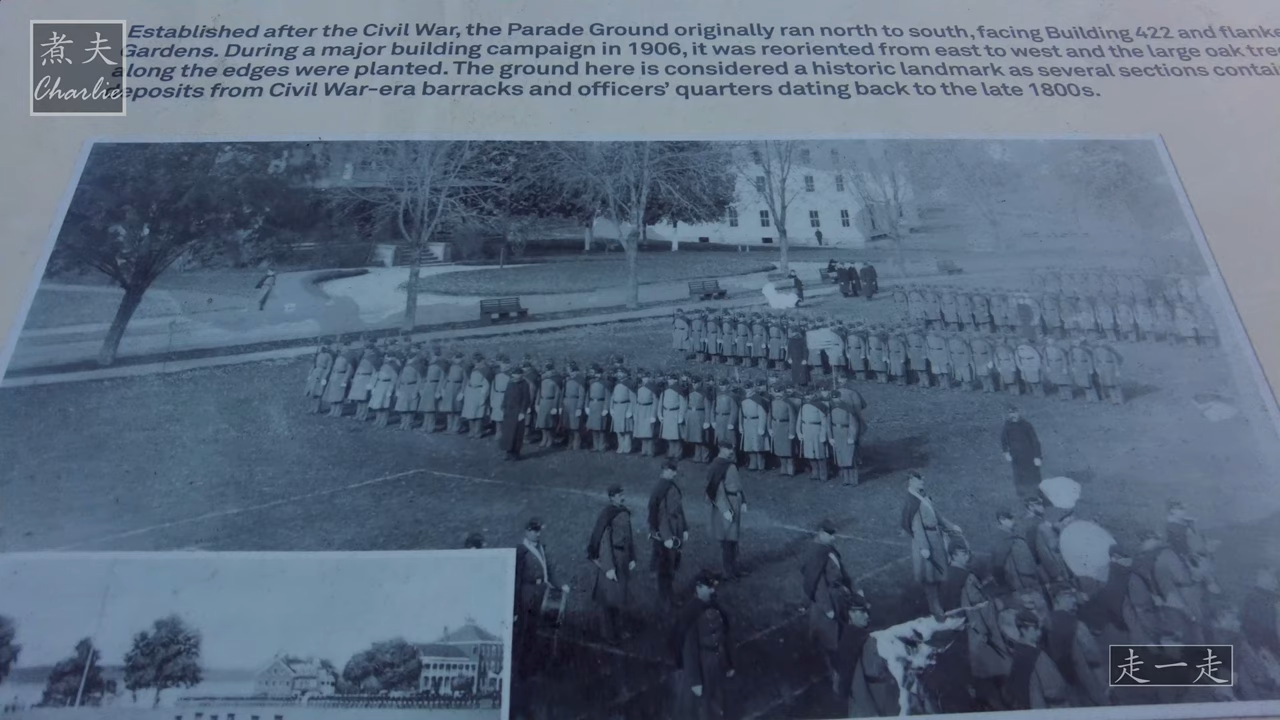 煮夫
Charlie
Established after the Civil War, the Parade Ground originally ran north to south, facing Building 422 and flanke
Gardens. During a major building campaign in 1906, it was reoriented from east to west and the large oak tre
along the edges were planted. The ground here is considered a historic landmark as several sections contai
deposits from Civil War-era barracks and officers' quarters dating back to the late 1800s.
走一走